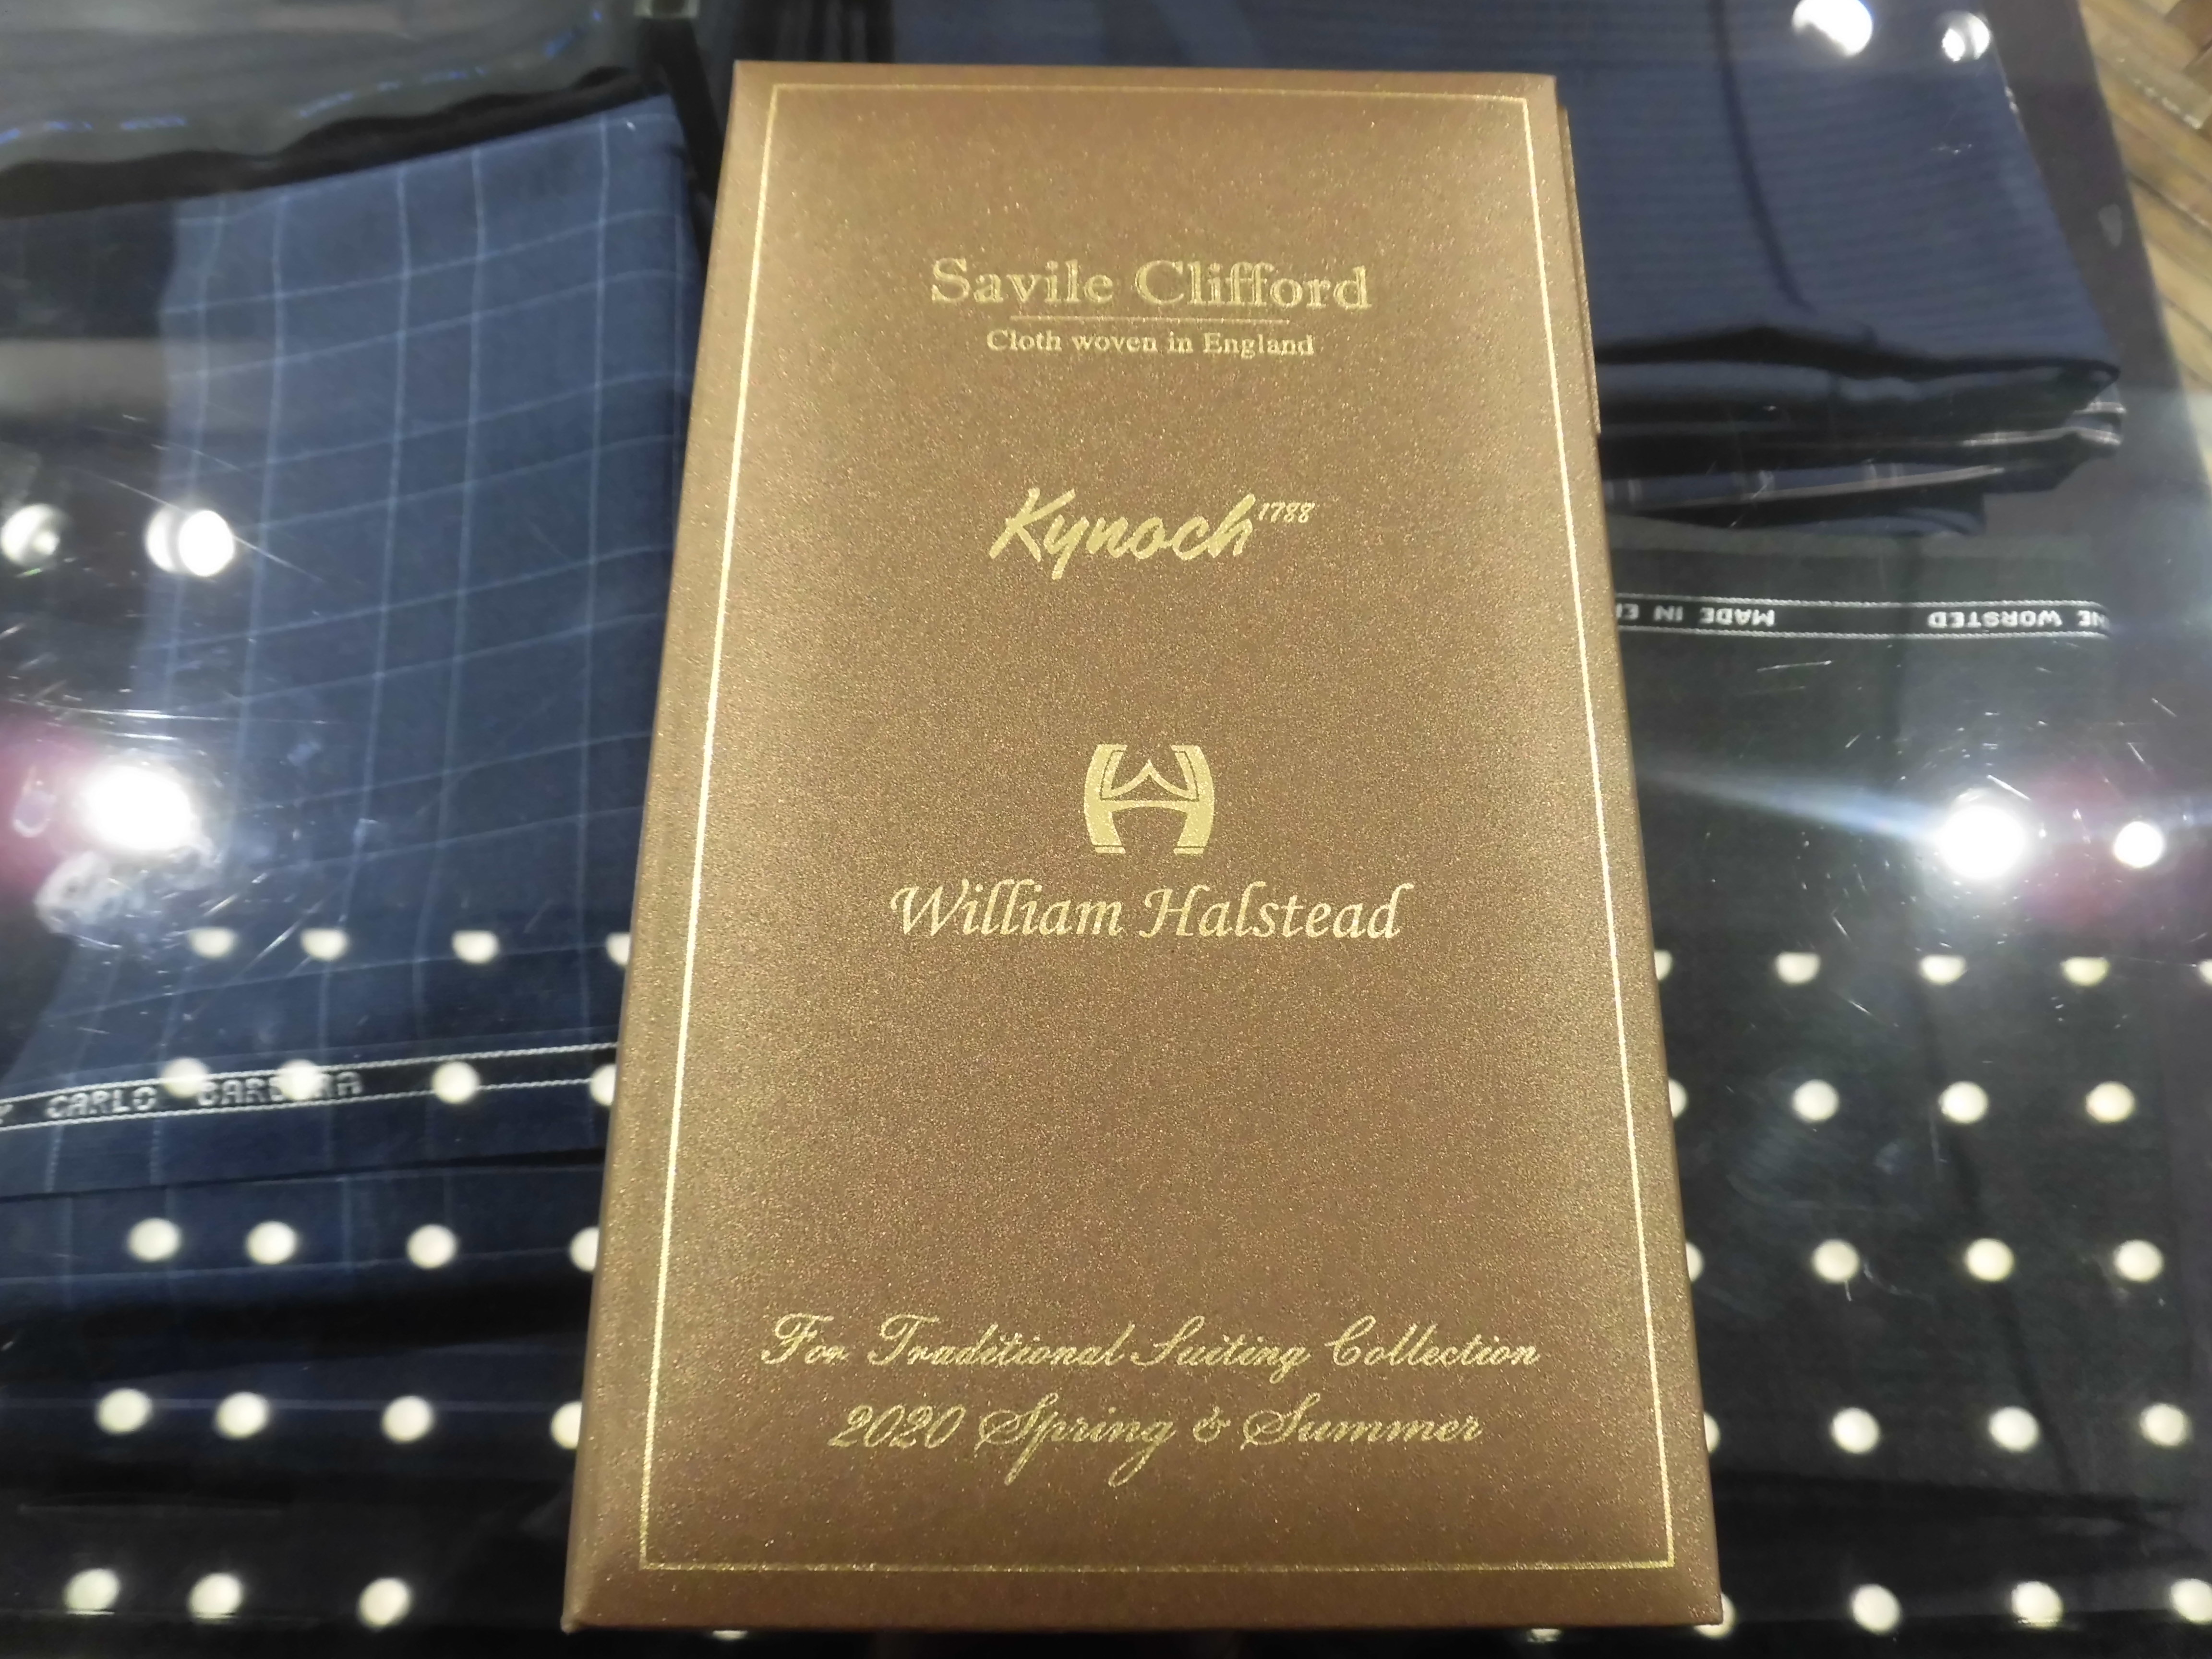 Savile Clifford
Cloth woven in England
Kynoch 1788
William Halstead
For Traditional Suiting Collection
2020 Spring & Summer
CARLO BARBERA
MADE IN
WORSTED